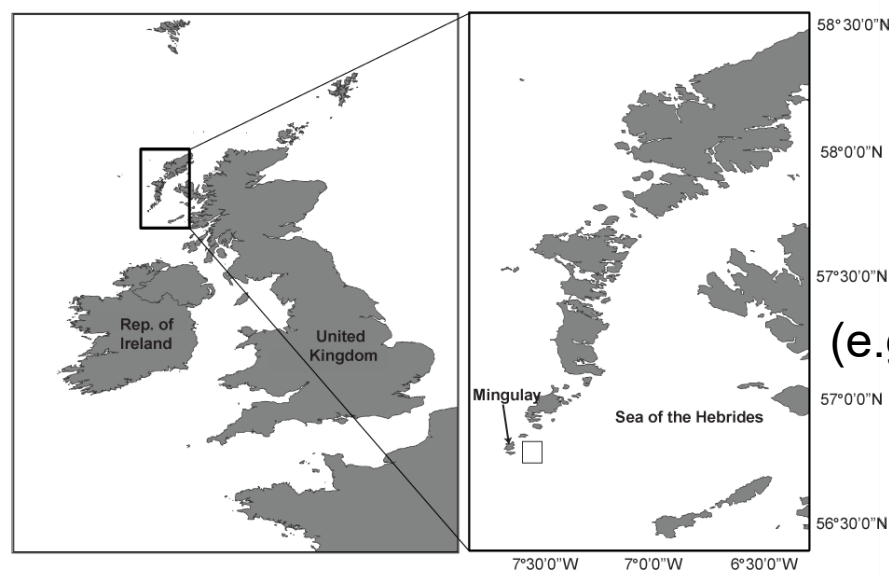 Rep. of
Ireland
United
Kingdom
Mingulay
Sea of the Hebrides
58°30'0"N
58°0'0"N
57°30'0"N
(e.g
57°0'0"N
56°30'0"N
7°30'0"W
7°0'0"W
6°30'0"W